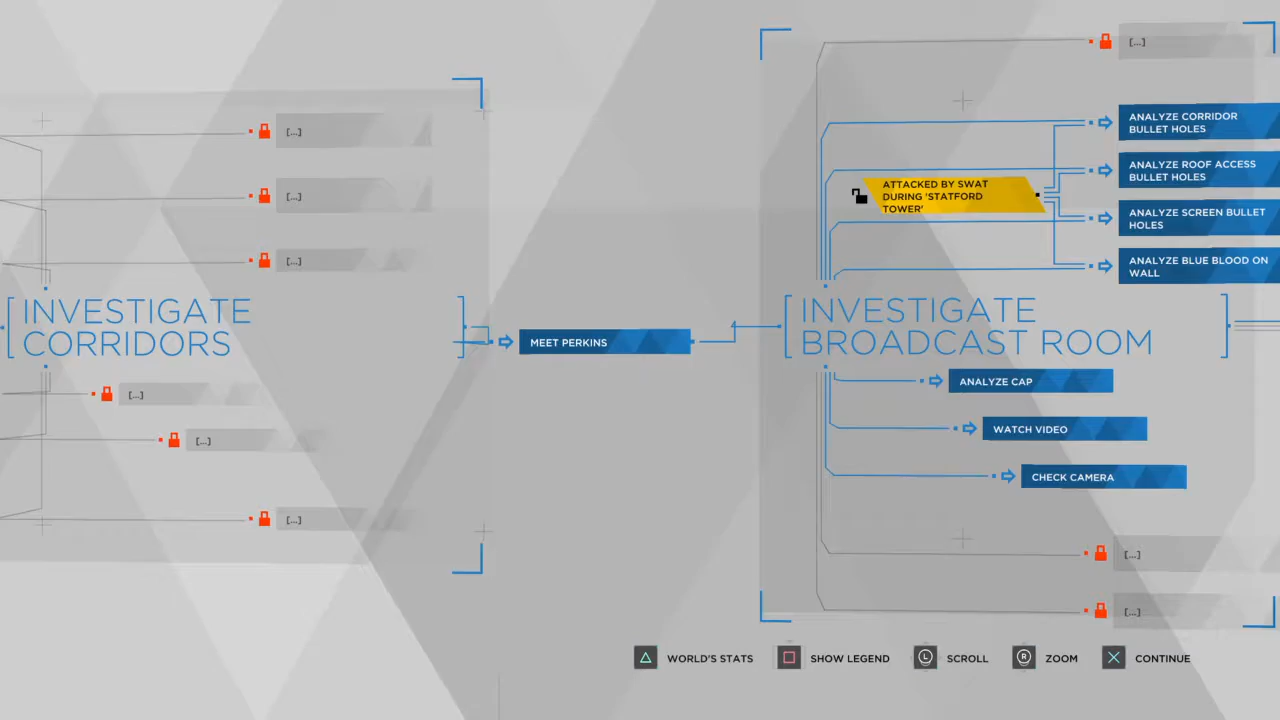 [...]
[...]
[...]
INVESTIGATE
CORRIDORS
[...]
[...]
[...]
MEET PERKINS
[...]
ANALYZE CORRIDOR
BULLET HOLES
ANALYZE ROOF ACCESS
BULLET HOLES
ATTACKED BY SWAT
DURING 'STATFORD
TOWER'
ANALYZE SCREEN BULLET
HOLES
ANALYZE BLUE BLOOD ON
WALL
INVESTIGATE
BROADCAST ROOM
ANALYZE CAP
WATCH VIDEO
CHECK CAMERA
[...]
[...]
WORLD'S STATS
SHOW LEGEND
L SCROLL
R ZOOM
CONTINUE